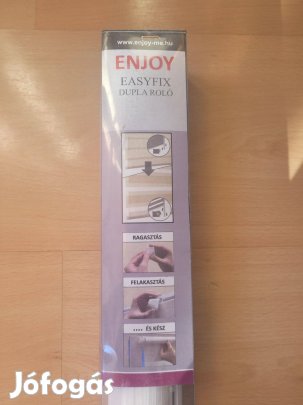 www.enjoy-me.hu
ENJOY
EASYFIX
DUPLA ROLÓ
RAGASZTÁS
FELAKASZTÁS
.... ÉS KÉSZ
Jófogás